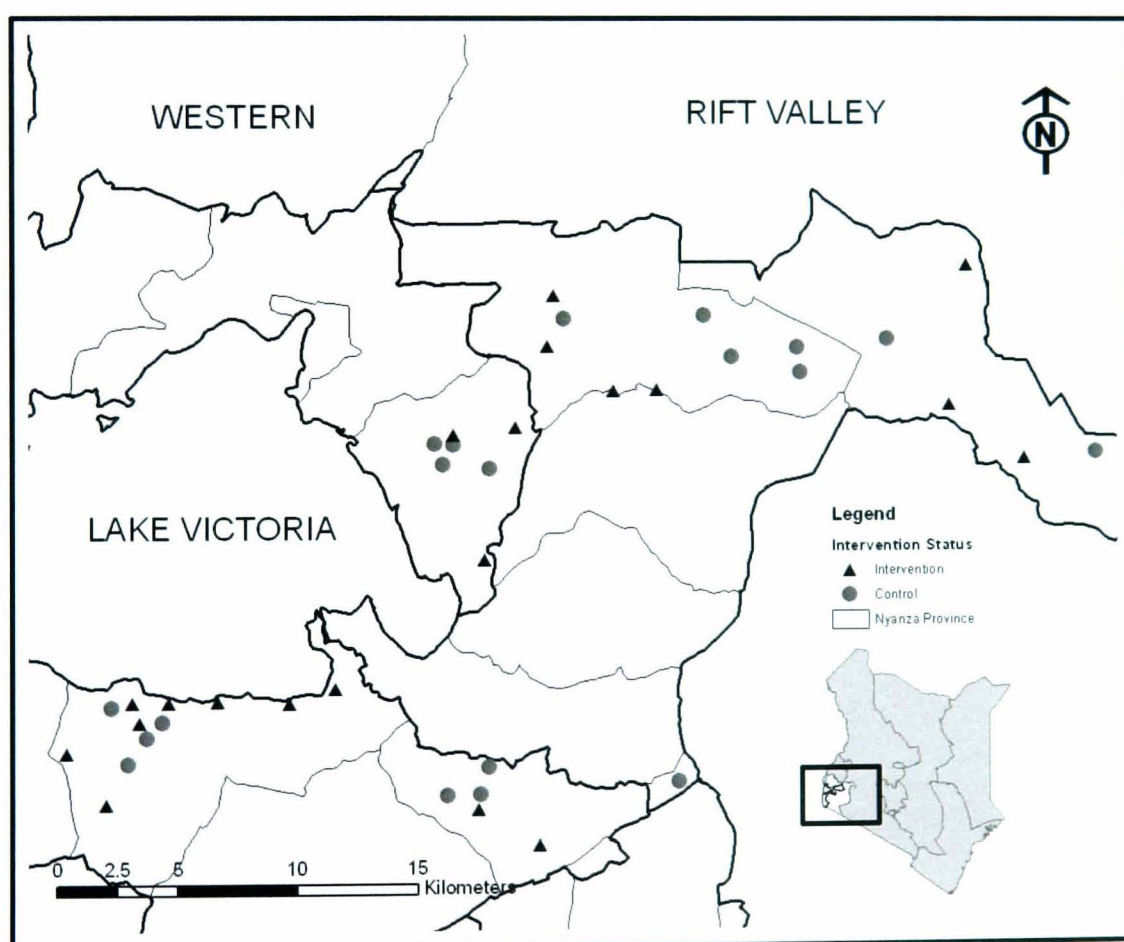 WESTERN
RIFT VALLEY
N
LAKE VICTORIA
Legend
Intervention Status
Intervention
Control
Nyanza Province
0 2.5 5 10 15
Kilometers